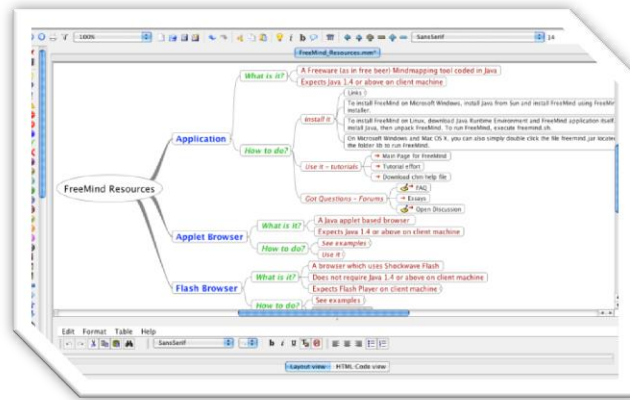 100%
SansSerif
14
FreeMind_Resources.mm*
FreeMind Resources
Application
What is it?
A Freeware (as in free beer) Mindmapping tool coded in Java
Expects Java 1.4 or above on client machine
How to do?
Install it
Links
To install FreeMind on Microsoft Windows, install Java from Sun and install FreeMind using FreeMin
installer.
To install FreeMind on Linux, download Java Runtime Environment and FreeMind application itself.
install Java, then unpack FreeMind. To run FreeMind, execute freemind.sh.
On Microsoft Windows and Mac OS X, you can also simply double click the file freemind.jar located
the folder lib to run FreeMind.
Use it - tutorials
Main Page for FreeMind
Tutorial effort
Download chm help file
Got Questions - Forums
FAQ
Essays
Open Discussion
Applet Browser
What is it?
A Java applet based browser
Expects Java 1.4 or above on client machine
How to do?
See examples
Use it
Flash Browser
What is it?
A browser which uses Shockwave Flash
Does not require Java 1.4 or above on client machine
Expects Flash Player on client machine
How to do?
See examples
Edit Format Table Help
SansSerif
b i u
Layout view HTML Code view